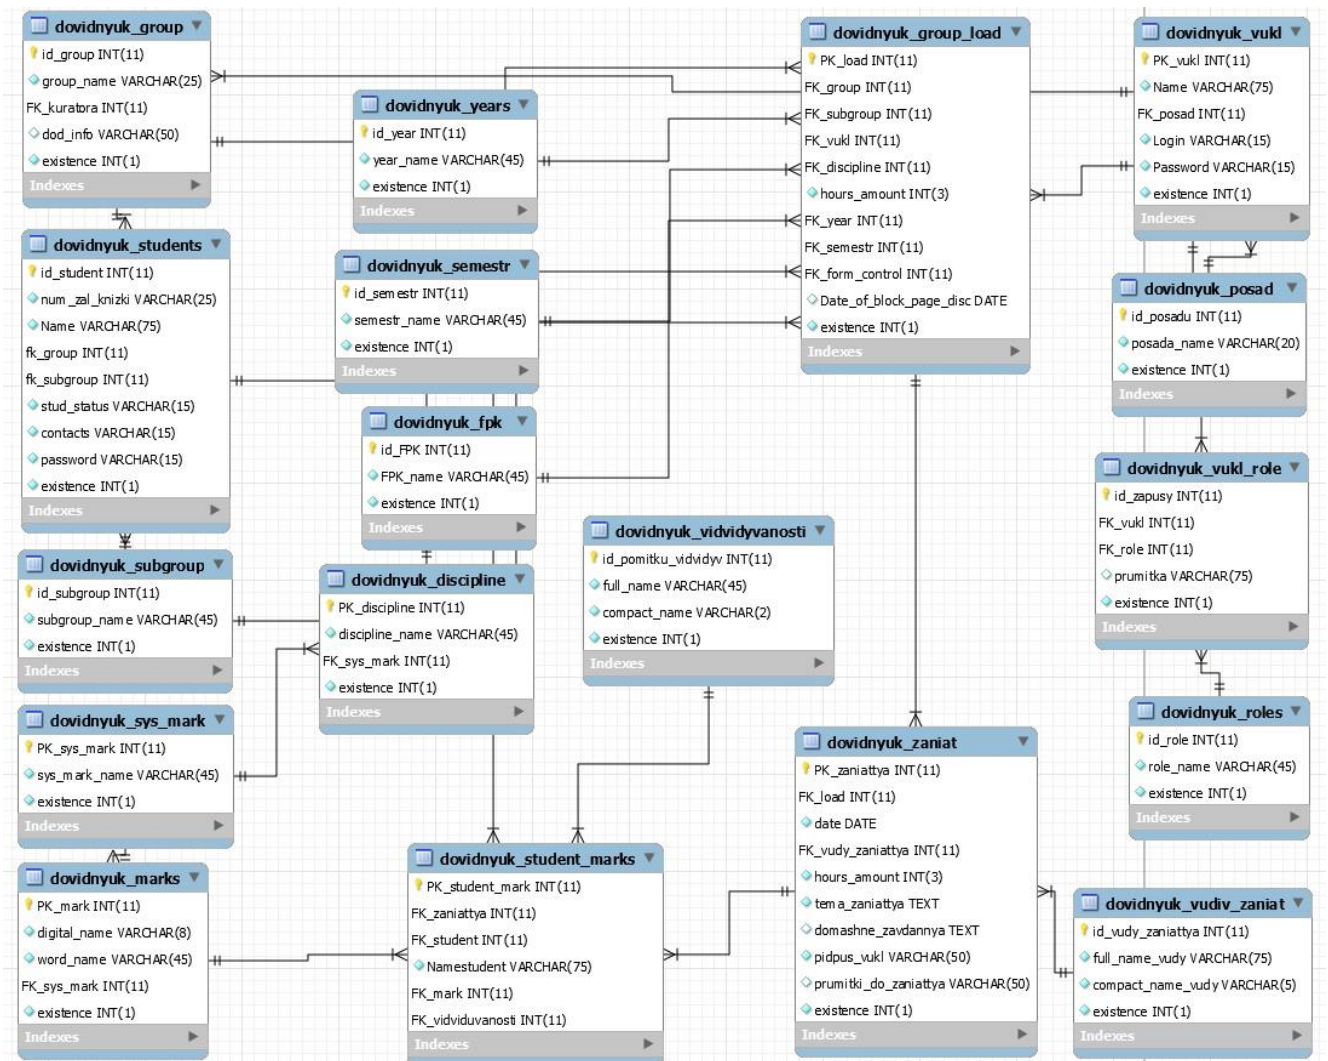 dovidnyuk_group
id_group INT(11)
group_name VARCHAR(25)
FK_kuratora INT(11)
dod_info VARCHAR(50)
existence INT(1)
Indexes
dovidnyuk_years
id_year INT(11)
year_name VARCHAR(45)
existence INT(1)
Indexes
dovidnyuk_group_load
PK_load INT(11)
FK_group INT(11)
FK_subgroup INT(11)
FK_vukl INT(11)
FK_discipline INT(11)
hours_amount INT(3)
FK_year INT(11)
FK_semestr INT(11)
FK_form_control INT(11)
Date_of_block_page_disc DATE
existence INT(1)
Indexes
dovidnyuk_vukl
PK_vukl INT(11)
Name VARCHAR(75)
FK_posad INT(11)
Login VARCHAR(15)
Password VARCHAR(15)
existence INT(1)
Indexes
dovidnyuk_students
id_student INT(11)
num _zal_knizki VARCHAR(25)
Name VARCHAR(75)
fk_group INT(11)
fk_subgroup INT(11)
stud_status VARCHAR(15)
contacts VARCHAR(15)
password VARCHAR(15)
existence INT(1)
Indexes
dovidnyuk_semestr
id_semestr INT(11)
semestr_name VARCHAR(45)
existence INT(1)
Indexes
dovidnyuk_posad
id_posadu INT(11)
posada_name VARCHAR(20)
existence INT(1)
Indexes
dovidnyuk_fpk
id_FPK INT(11)
FPK_name VARCHAR(45)
existence INT(1)
Indexes
dovidnyuk_vukl_role
id_zapusy INT(11)
FK_vukl INT(11)
FK_role INT(11)
prumitka VARCHAR(75)
existence INT(1)
Indexes
dovidnyuk_vidvidyvanosti
id_pomitku_vidvidyv INT(11)
full_name VARCHAR(45)
compact_name VARCHAR(2)
existence INT(1)
Indexes
dovidnyuk_subgroup
id_subgroup INT(11)
subgroup_name VARCHAR(45)
existence INT(1)
Indexes
dovidnyuk_discipline
PK_discipline INT(11)
discipline_name VARCHAR(45)
FK_sys_mark INT(11)
existence INT(1)
Indexes
dovidnyuk_sys_mark
PK_sys_mark INT(11)
sys_mark_name VARCHAR(45)
existence INT(1)
Indexes
dovidnyuk_roles
id_role INT(11)
role_name VARCHAR(45)
existence INT(1)
Indexes
dovidnyuk_zaniat
PK_zaniattya INT(11)
FK_load INT(11)
date DATE
FK_vudy_zaniattya INT(11)
hours_amount INT(3)
tema_zaniattya TEXT
domashne_zavdannya TEXT
pidpus_vukl VARCHAR(50)
prumitki_do_zaniattya VARCHAR(50)
existence INT(1)
Indexes
dovidnyuk_student_marks
PK_student_mark INT(11)
FK_zaniattya INT(11)
FK_student INT(11)
Namestudent VARCHAR(75)
FK_mark INT(11)
FK_vidviduvanosti INT(11)
Indexes
dovidnyuk_marks
PK_mark INT(11)
digital_name VARCHAR(8)
word_name VARCHAR(45)
FK_sys_mark INT(11)
existence INT(1)
Indexes
dovidnyuk_vudiv_zaniat
id_vudy_zaniattya INT(11)
full_name_vudy VARCHAR(75)
compact_name_vudy VARCHAR(5)
existence INT(1)
Indexes